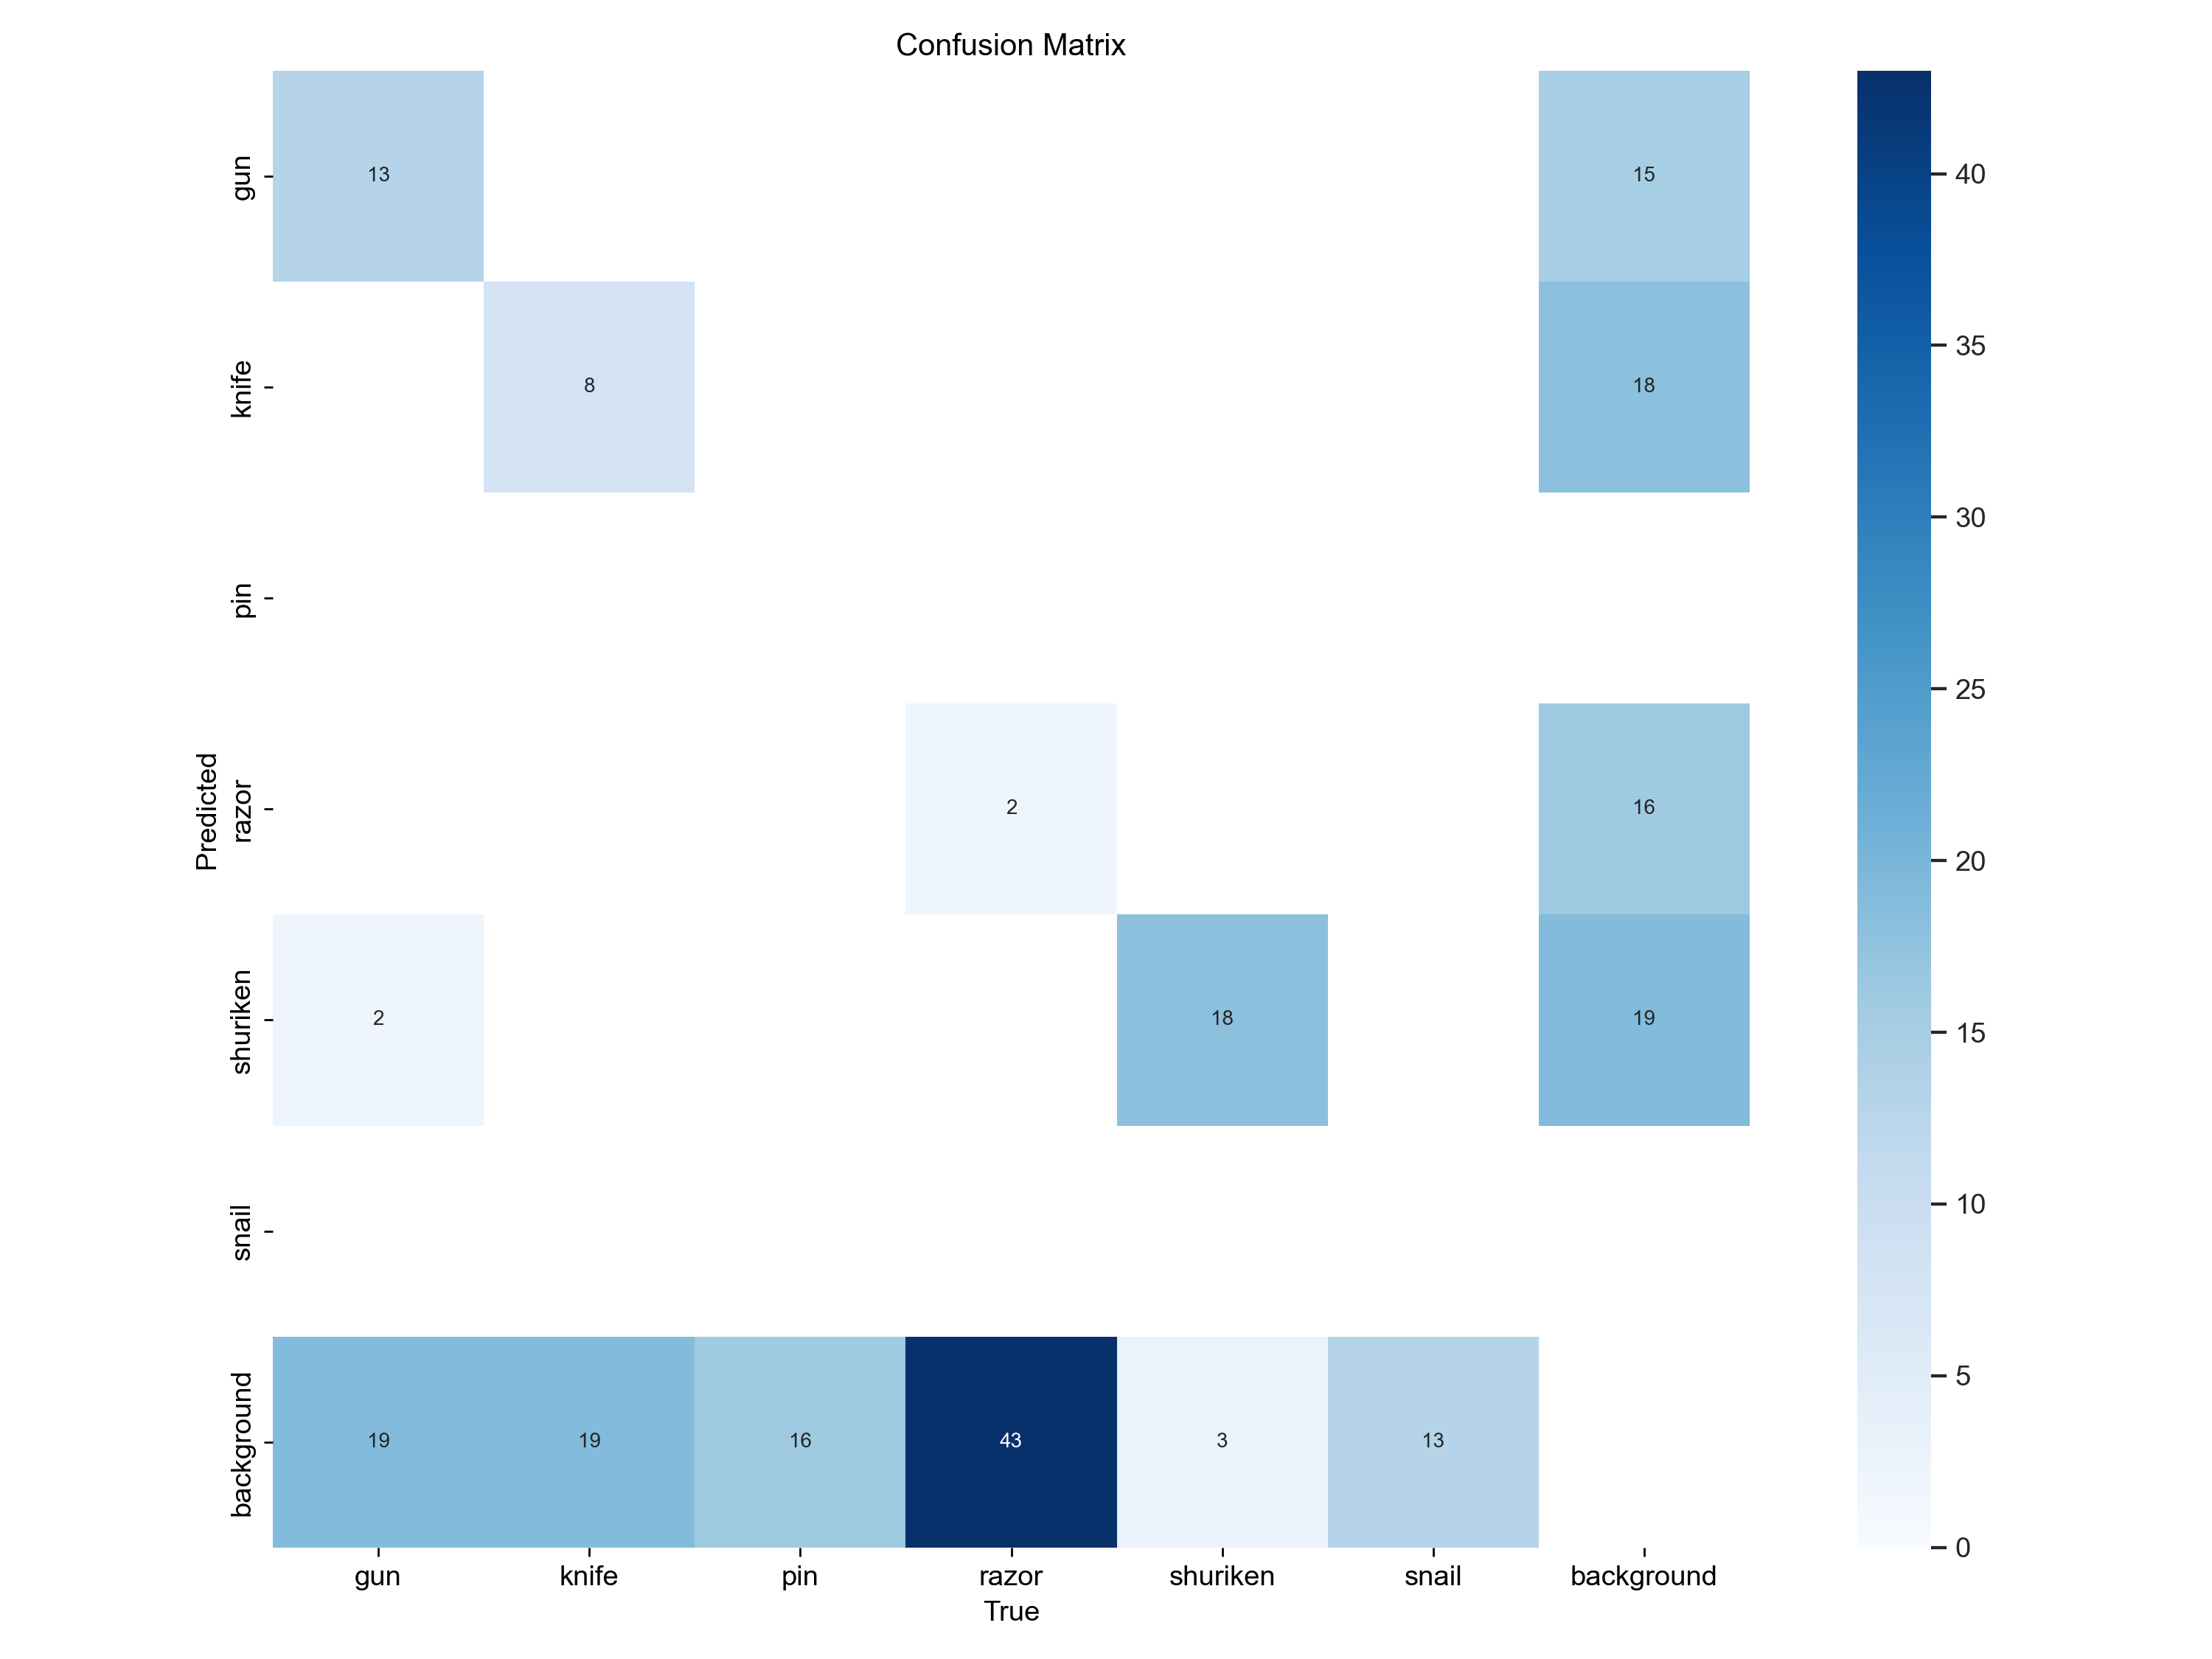 Confusion Matrix
gun
13
15
40
knife
8
18
35
pin
30
Predicted
razor
2
16
25
20
shuriken
2
18
19
15
snail
10
background
19
19
16
43
3
13
5
0
gun
knife
pin
razor
shuriken
snail
background
True